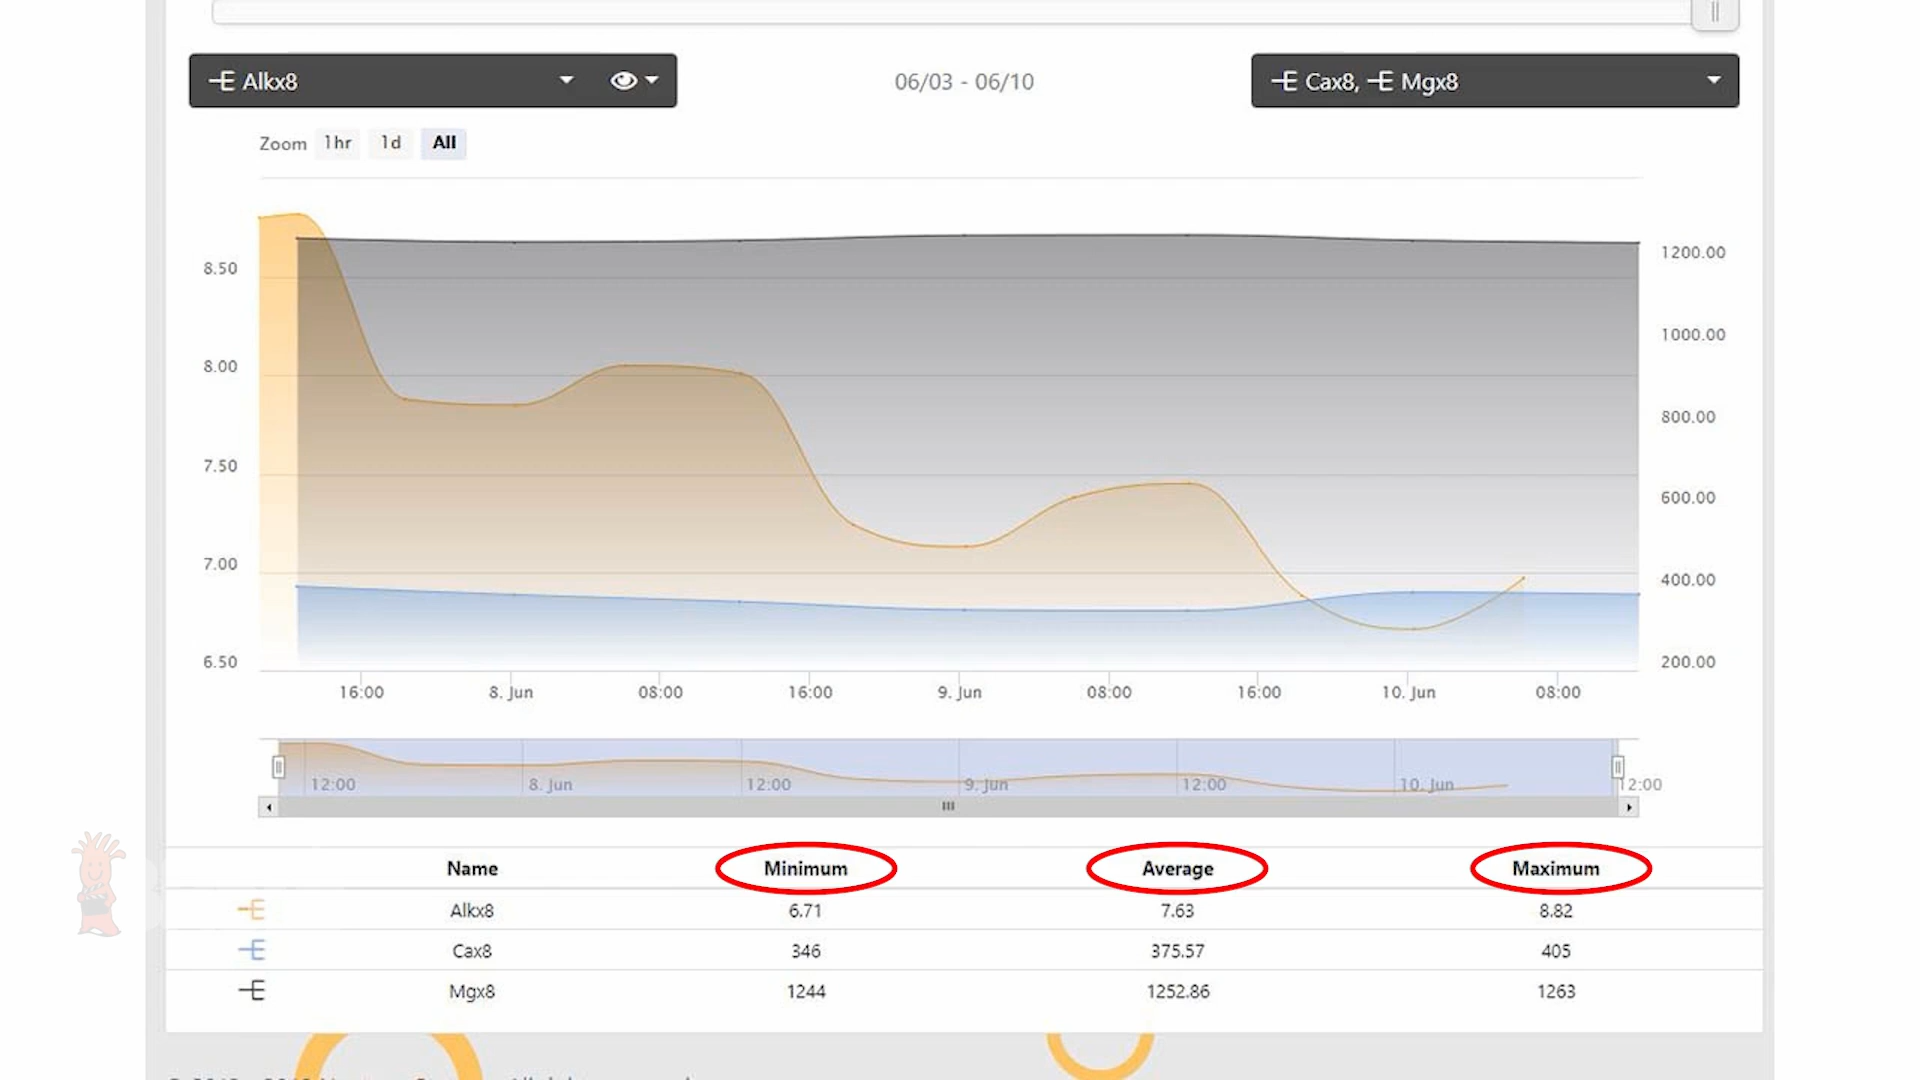 Alkx8
06/03 - 06/10
Cax8, Mgx8
Zoom 1hr 1d All
8.50
8.00
7.50
7.00
6.50
1200.00
1000.00
800.00
600.00
400.00
200.00
16:00 8. Jun 08:00 16:00 9. Jun 08:00 16:00 10. Jun 08:00
12:00 8. Jun 12:00 9. Jun 12:00 10. Jun 12:00
Name Minimum Average Maximum
Alkx8 6.71 7.63 8.82
Cax8 346 375.57 405
Mgx8 1244 1252.86 1263